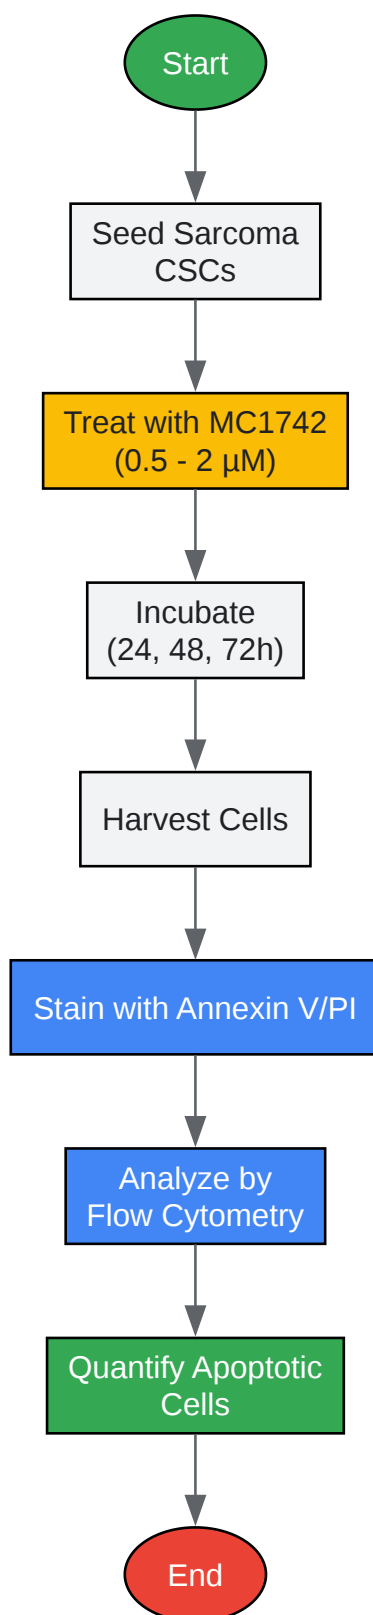 Start
Seed Sarcoma
CSCs
Treat with MC1742
(0.5 - 2 µM)
Incubate
(24, 48, 72h)
Harvest Cells
Stain with Annexin V/PI
Analyze by
Flow Cytometry
Quantify Apoptotic
Cells
End